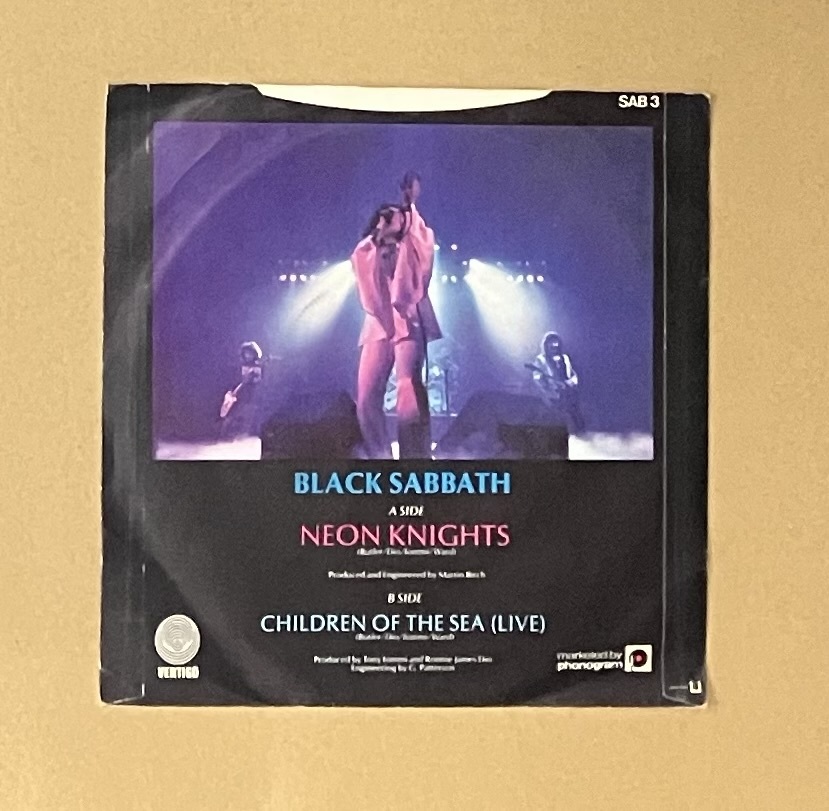 SAB 3
BLACK SABBATH
A SIDE
NEON KNIGHTS
(Butler/Dio/Iommi/Ward)
Produced and Engineered by Martin Birch
B SIDE
CHILDREN OF THE SEA (LIVE)
(Butler/Dio/Iommi/Ward)
Produced by Tony Iommi and Ronnie James Dio
Engineering by G. Patterson
VERTIGO
marketed by
phonogram